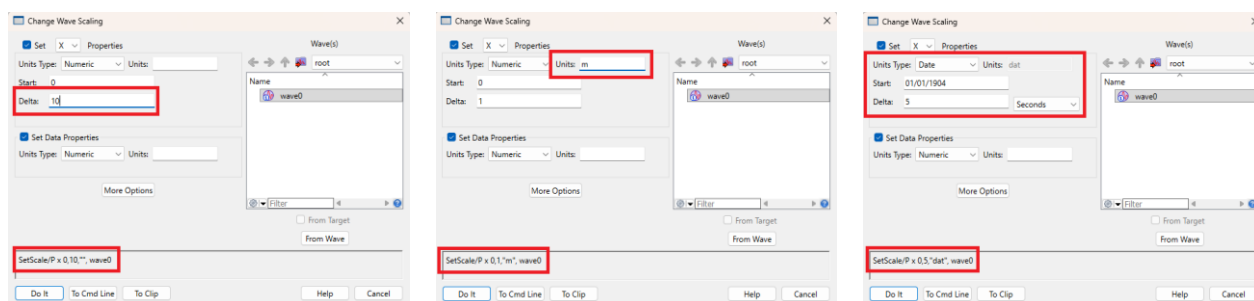 Change Wave Scaling
Set X Properties
Wave(s)
Units Type: Numeric Units:
root
Start: 0
Name
Delta: 10
wave0
Set Data Properties
Units Type: Numeric Units:
More Options
Filter
From Target
From Wave
SetScale/P x 0,10,"", wave0
Do It To Cmd Line To Clip Help Cancel
Change Wave Scaling
Set X Properties
Wave(s)
Units Type: Numeric Units: m
root
Start: 0
Name
Delta: 1
wave0
Set Data Properties
Units Type: Numeric Units:
More Options
Filter
From Target
From Wave
SetScale/P x 0,1,"m", wave0
Do It To Cmd Line To Clip Help Cancel
Change Wave Scaling
Set X Properties
Wave(s)
Units Type: Date Units: dat
root
Start: 01/01/1904
Name
Delta: 5 Seconds
wave0
Set Data Properties
Units Type: Numeric Units:
More Options
Filter
From Target
From Wave
SetScale/P x 0,5,"dat", wave0
Do It To Cmd Line To Clip Help Cancel